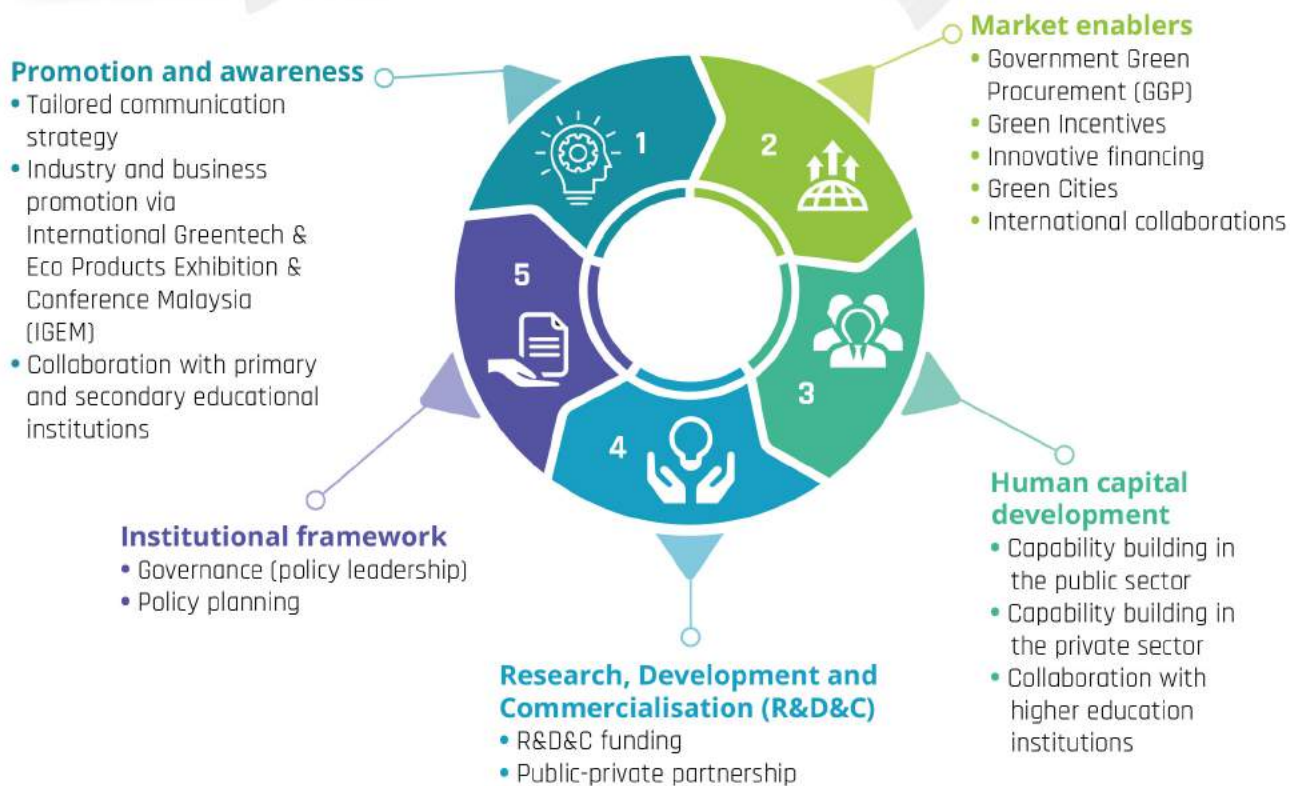 Promotion and awareness
• Tailored communication
strategy
• Industry and business
promotion via
International Greentech &
Eco Products Exhibition &
Conference Malaysia
(IGEM)
• Collaboration with primary
and secondary educational
institutions
1
Market enablers
• Government Green
Procurement (GGP)
• Green Incentives
• Innovative financing
• Green Cities
• International collaborations
2
Human capital
development
• Capability building in
the public sector
• Capability building in
the private sector
• Collaboration with
higher education
institutions
3
Research, Development and
Commercialisation (R&D&C)
• R&D&C funding
• Public-private partnership
4
Institutional framework
• Governance (policy leadership)
• Policy planning
5